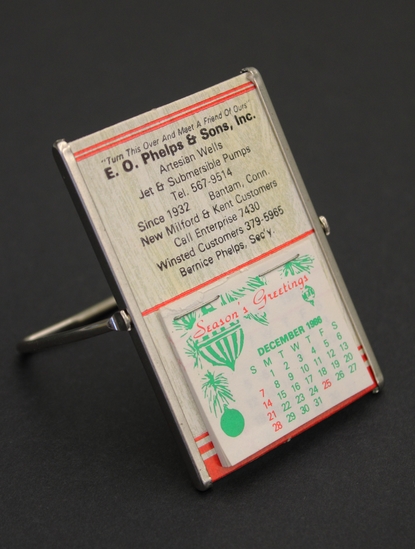 "Turn This Over And Meet A Friend Of Ours"
E. O. Phelps & Sons, Inc.
Artesian Wells
Jet & Submersible Pumps
Tel. 567-9514
Since 1932 Bantam, Conn.
New Milford & Kent Customers
Call Enterprise 7430
Winsted Customers 379-5965
Bernice Phelps, Sec'y.
Season's Greetings
DECEMBER
S M T W T F S
1 2 3 4 5 6
7 8 9 10 11 12 13
14 15 16 17 18 19 20
21 22 23 24 25 26 27
28 29 30 31